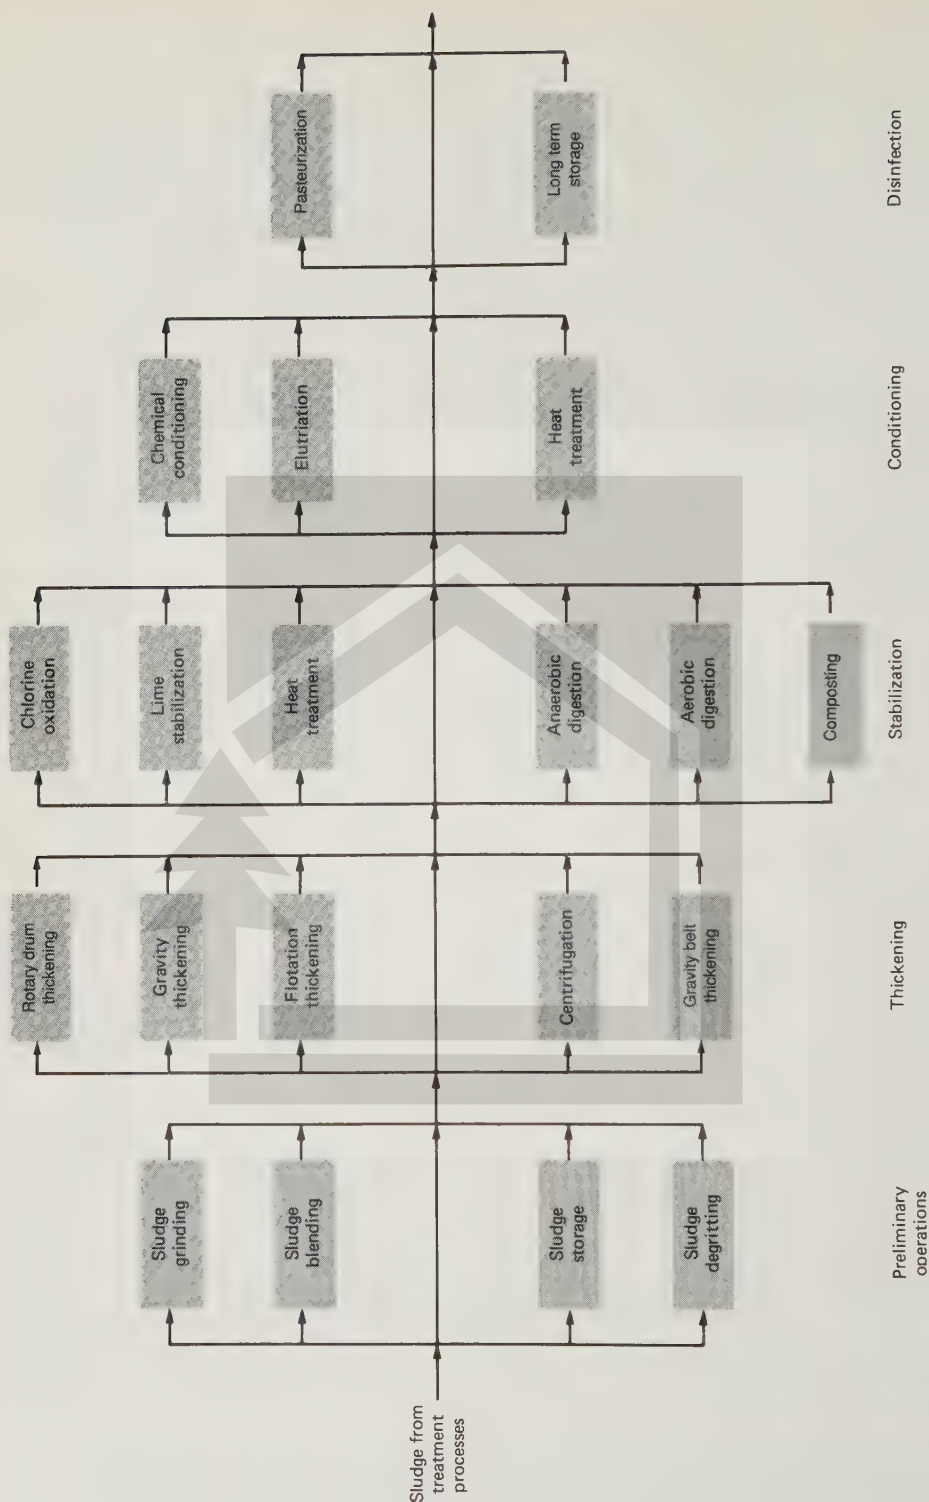 Sludge from
treatment
processes
Sludge
grinding
Sludge
blending
Sludge
storage
Sludge
degritting
Preliminary
operations
Rotary drum
thickening
Gravity
thickening
Flotation
thickening
Centrifugation
Gravity belt
thickening
Thickening
Chlorine
oxidation
Lime
stabilization
Heat
treatment
Anaerobic
digestion
Aerobic
digestion
Composting
Stabilization
Chemical
conditioning
Elutriation
Heat
treatment
Conditioning
Pasteurization
Long term
storage
Disinfection